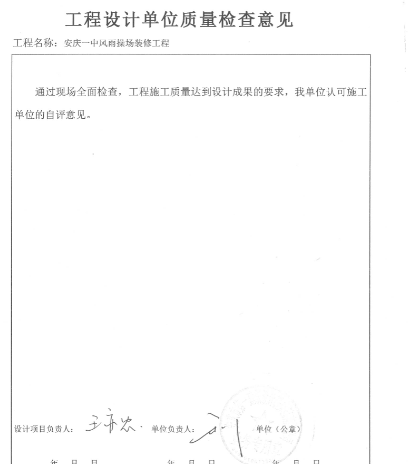 工程设计单位质量检查意见
工程名称：安庆一中风雨操场装修工程
通过现场全面检查，工程施工质量达到设计成果的要求，我单位认可施工
单位的自评意见。
设计项目负责人： 单位负责人： 单位（公章）
年 月 日 年 月 日 年 月 日